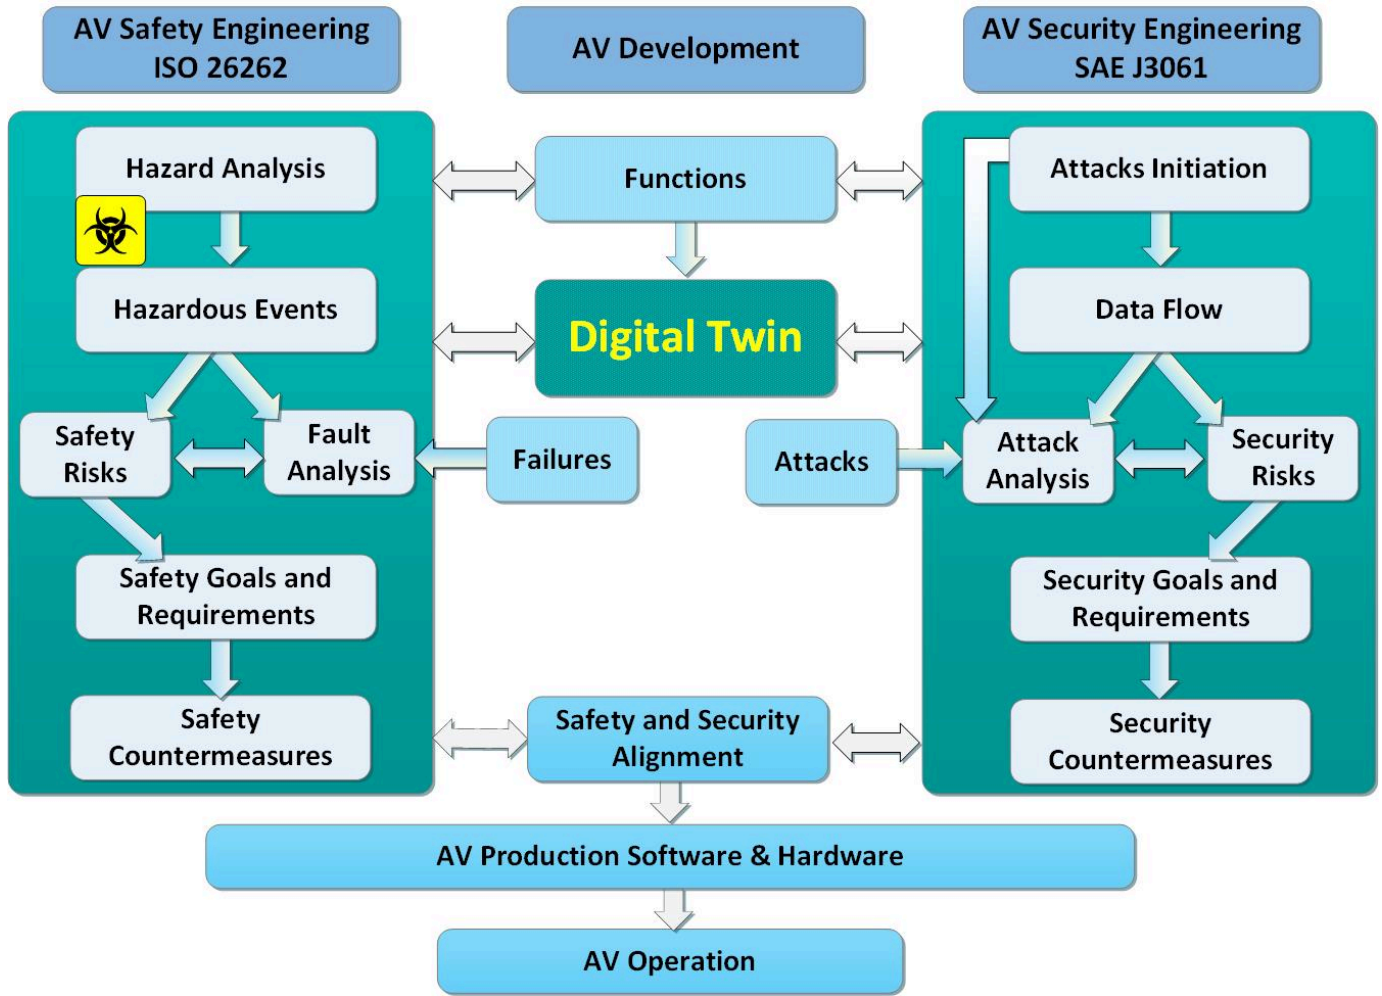 AV Safety Engineering
ISO 26262
AV Development
AV Security Engineering
SAE J3061
Hazard Analysis
Functions
Attacks Initiation
Hazardous Events
Digital Twin
Data Flow
Safety
Risks
Fault
Analysis
Failures
Attacks
Attack
Analysis
Security
Risks
Safety Goals and
Requirements
Security Goals and
Requirements
Safety
Countermeasures
Safety and Security
Alignment
Security
Countermeasures
AV Production Software & Hardware
AV Operation